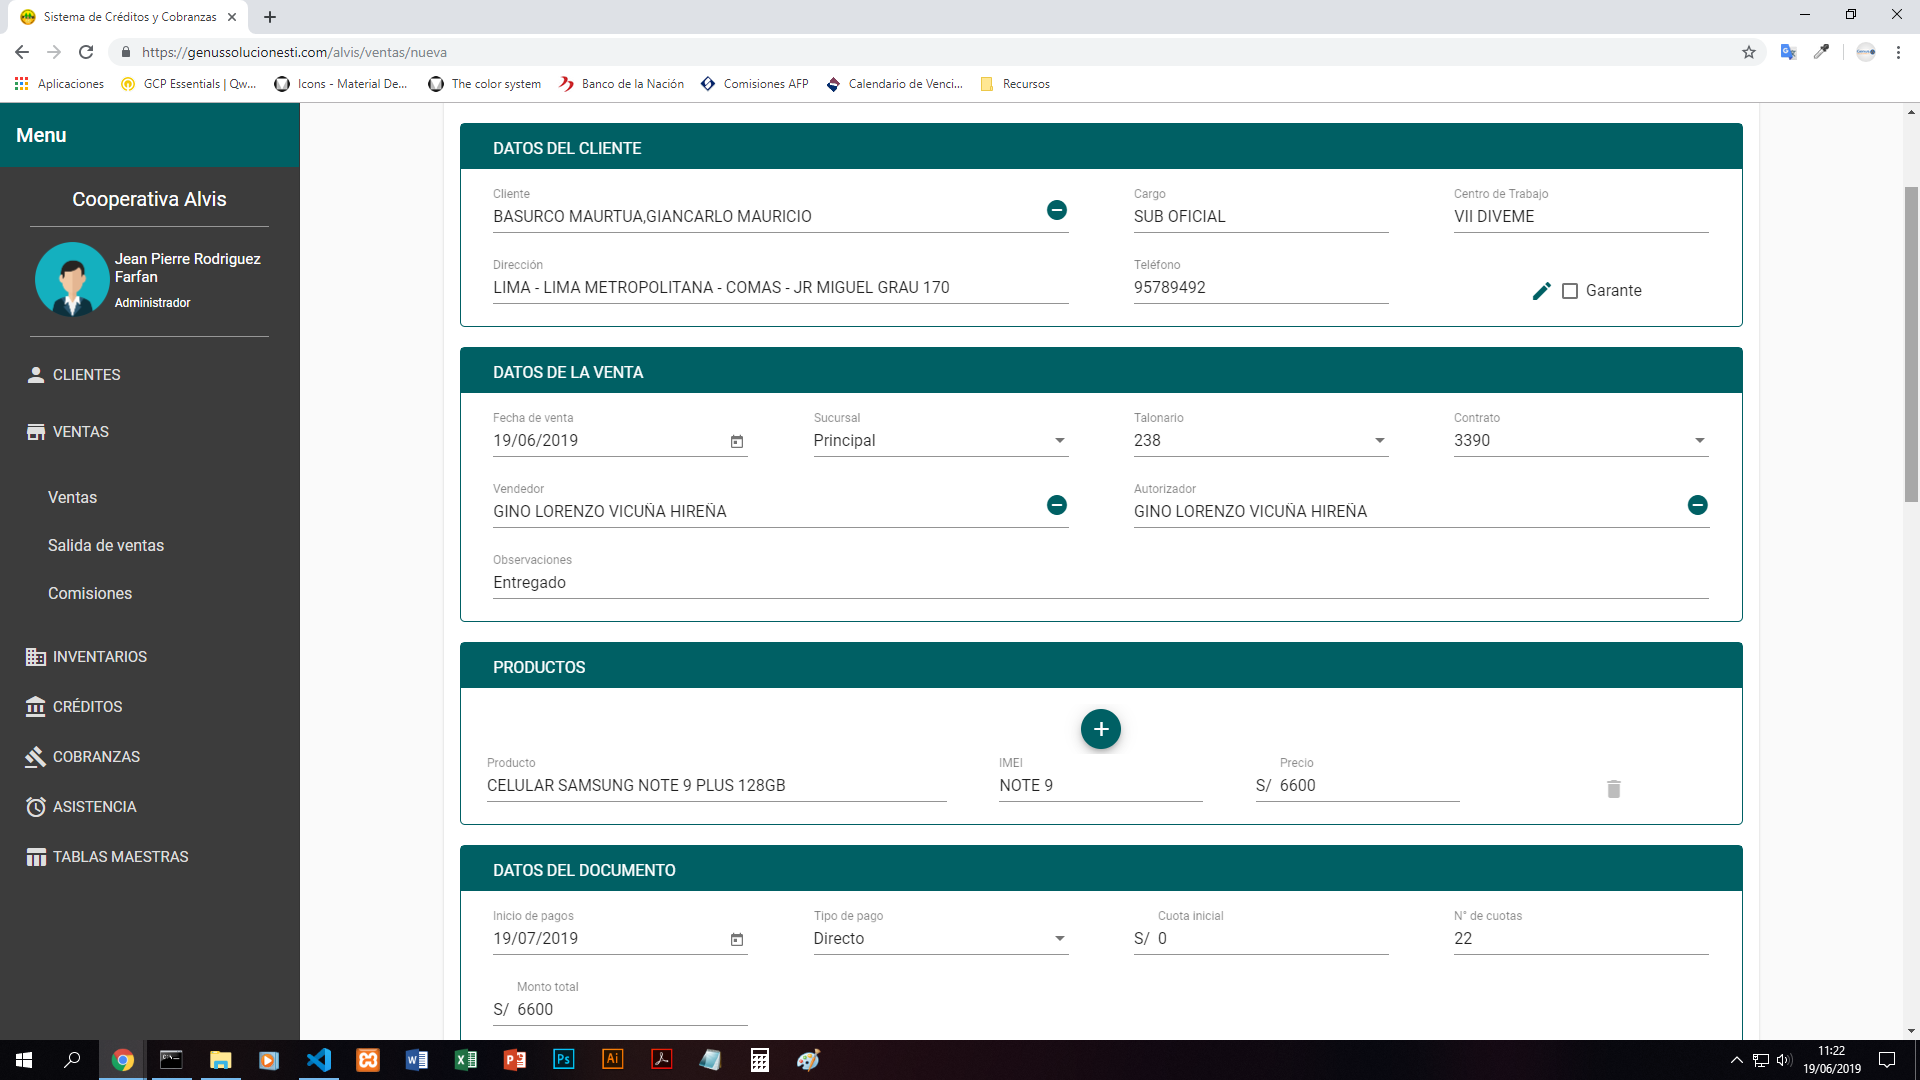 Sistema de Créditos y Cobranzas
https://genussolucionesti.com/alvis/ventas/nueva
Aplicaciones
GCP Essentials | Qw...
Icons - Material De...
The color system
Banco de la Nación
Comisiones AFP
Calendario de Venci...
Recursos
Menu
Cooperativa Alvis
Jean Pierre Rodriguez
Farfan
Administrador
CLIENTES
VENTAS
Ventas
Salida de ventas
Comisiones
INVENTARIOS
CRÉDITOS
COBRANZAS
ASISTENCIA
TABLAS MAESTRAS
DATOS DEL CLIENTE
Cliente
BASURCO MAURTUA,GIANCARLO MAURICIO
Cargo
SUB OFICIAL
Centro de Trabajo
VII DIVEME
Dirección
LIMA - LIMA METROPOLITANA - COMAS - JR MIGUEL GRAU 170
Teléfono
95789492
Garante
DATOS DE LA VENTA
Fecha de venta
19/06/2019
Sucursal
Principal
Talonario
238
Contrato
3390
Vendedor
GINO LORENZO VICUÑA HIREÑA
Autorizador
GINO LORENZO VICUÑA HIREÑA
Observaciones
Entregado
PRODUCTOS
Producto
CELULAR SAMSUNG NOTE 9 PLUS 128GB
IMEI
NOTE 9
Precio
S/ 6600
DATOS DEL DOCUMENTO
Inicio de pagos
19/07/2019
Tipo de pago
Directo
Cuota inicial
S/ 0
N° de cuotas
22
Monto total
S/ 6600
11:22
19/06/2019